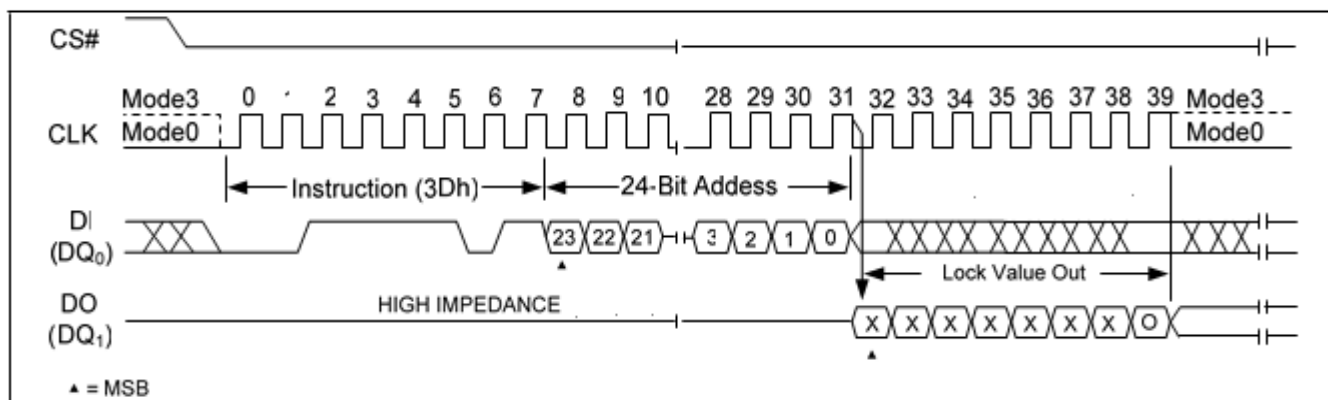 CS#
Mode3 0 2 3 4 5 6 7 8 9 10 28 29 30 31 32 33 34 35 36 37 38 39 Mode3
CLK Mode0 Mode0
Instruction (3Dh) 24-Bit Addess
DI
(DQ0) 23 22 21 3 2 1 0
Lock Value Out
DO HIGH IMPEDANCE
(DQ1) X X X X X X X O
▲ = MSB